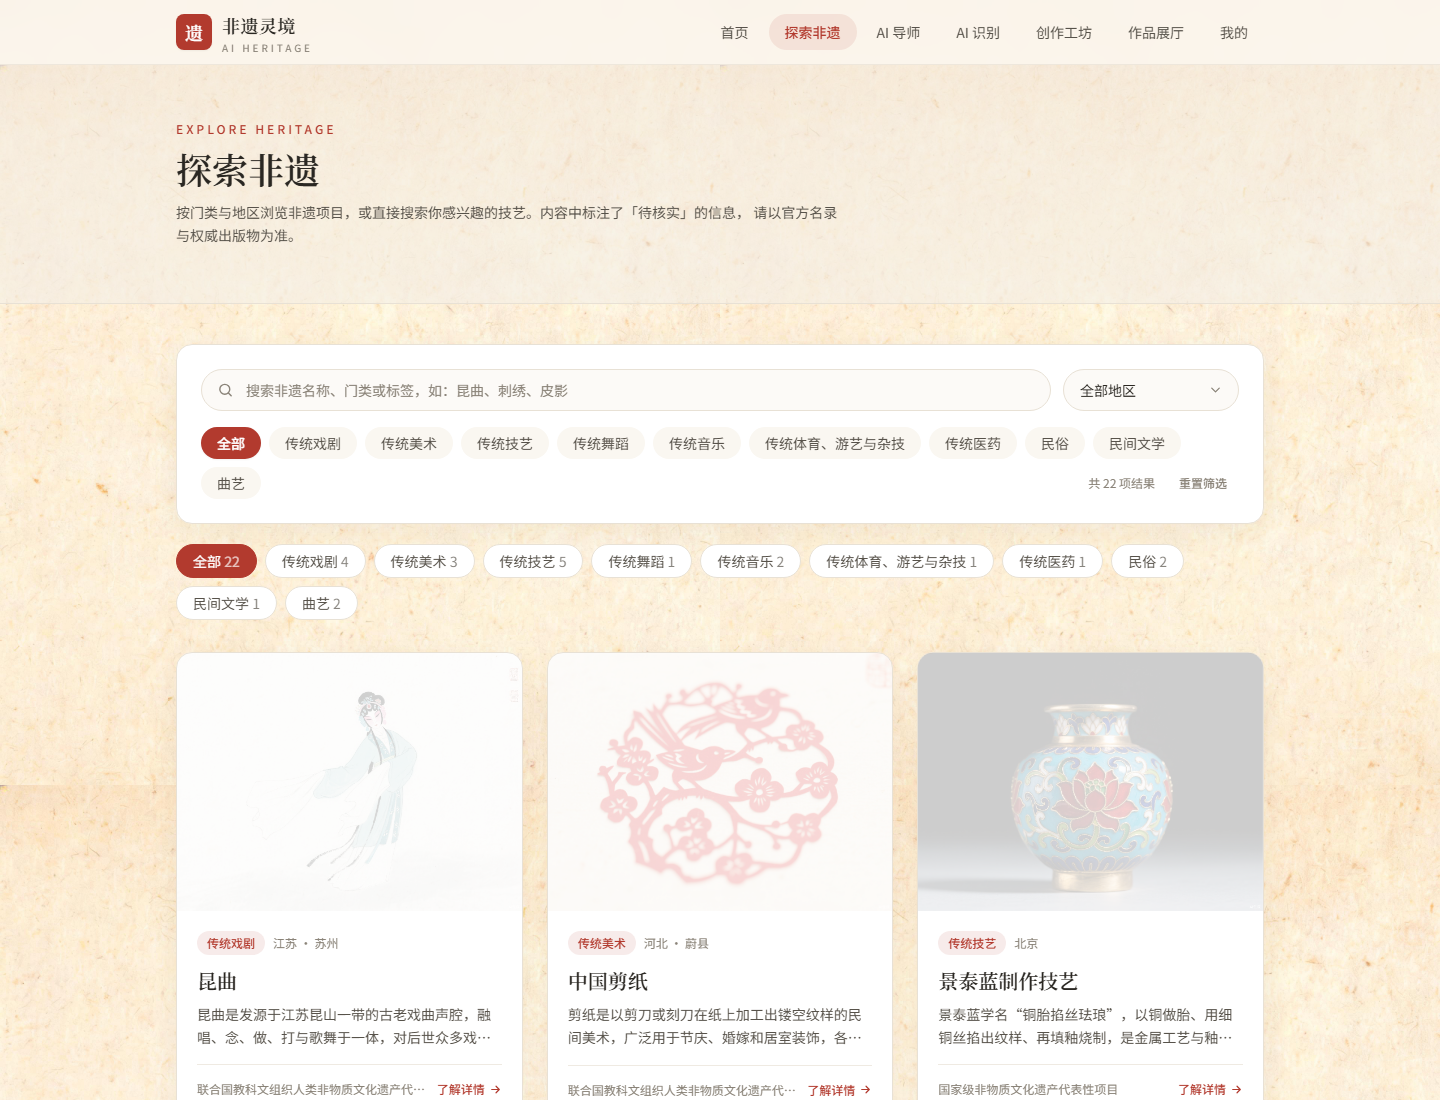 遗
非遗灵境
AI HERITAGE
首页
探索非遗
AI 导师
AI 识别
创作工坊
作品展厅
我的
EXPLORE HERITAGE
探索非遗
按门类与地区浏览非遗项目，或直接搜索你感兴趣的技艺。内容中标注了「待核实」的信息， 请以官方名录
与权威出版物为准。
搜索非遗名称、门类或标签，如：昆曲、刺绣、皮影
全部地区
全部
传统戏剧
传统美术
传统技艺
传统舞蹈
传统音乐
传统体育、游艺与杂技
传统医药
民俗
民间文学
曲艺
共 22 项结果
重置筛选
全部 22
传统戏剧 4
传统美术 3
传统技艺 5
传统舞蹈 1
传统音乐 2
传统体育、游艺与杂技 1
传统医药 1
民俗 2
民间文学 1
曲艺 2
传统戏剧
江苏 · 苏州
昆曲
昆曲是发源于江苏昆山一带的古老戏曲声腔，融
唱、念、做、打与歌舞于一体，对后世众多戏…
联合国教科文组织人类非物质文化遗产代…
了解详情 →
传统美术
河北 · 蔚县
中国剪纸
剪纸是以剪刀或刻刀在纸上加工出镂空纹样的民
间美术，广泛用于节庆、婚嫁和居室装饰，各…
联合国教科文组织人类非物质文化遗产代…
了解详情 →
传统技艺
北京
景泰蓝制作技艺
景泰蓝学名“铜胎掐丝珐琅”，以铜做胎、用细
铜丝掐出纹样、再填釉烧制，是金属工艺与釉…
国家级非物质文化遗产代表性项目
了解详情 →